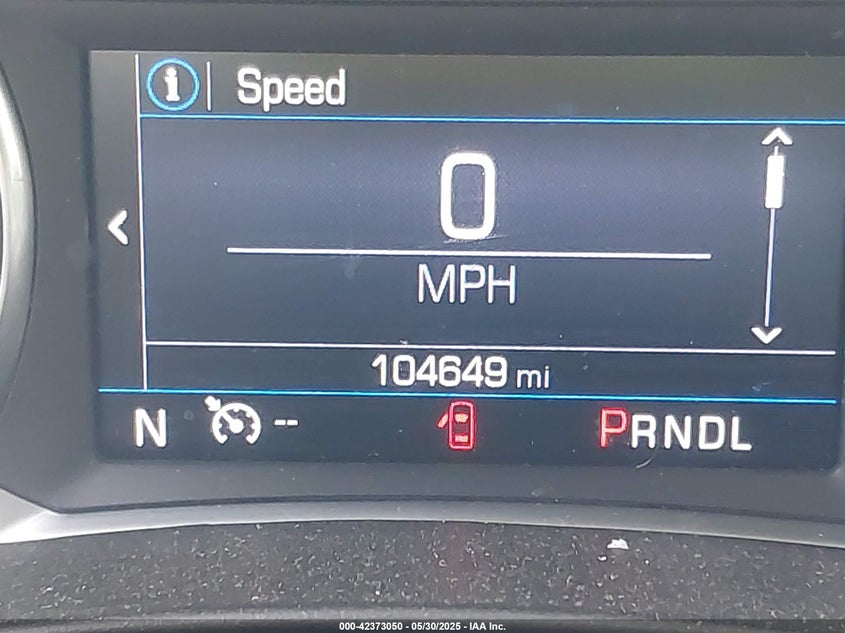 i | Speed
0
MPH
104649 mi
N -- PRNDL
000-42373050 - 05/30/2025 - IAA Inc.